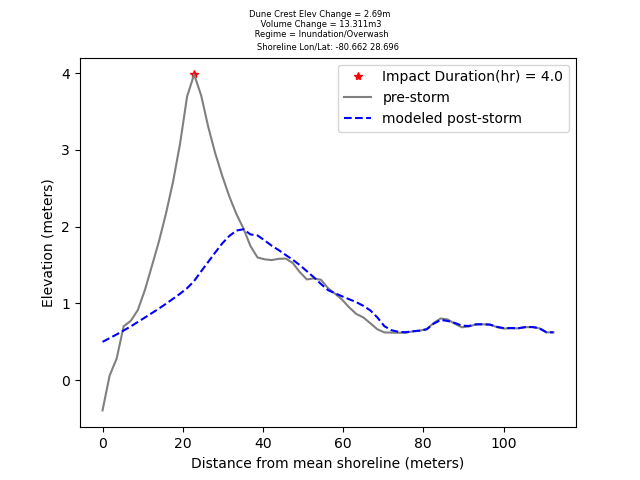 Dune Crest Elev Change = 2.69m
Volume Change = 13.311m3
Regime = Inundation/Overwash
Shoreline Lon/Lat: -80.662 28.696
Impact Duration(hr) = 4.0
pre-storm
modeled post-storm
Elevation (meters)
4
3
2
1
0
0 20 40 60 80 100
Distance from mean shoreline (meters)